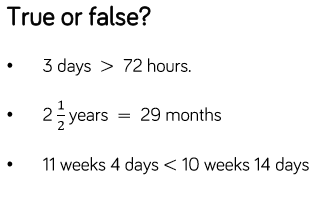 True or false?
• 3 days > 72 hours.
• 2 1/2 years = 29 months
• 11 weeks 4 days < 10 weeks 14 days